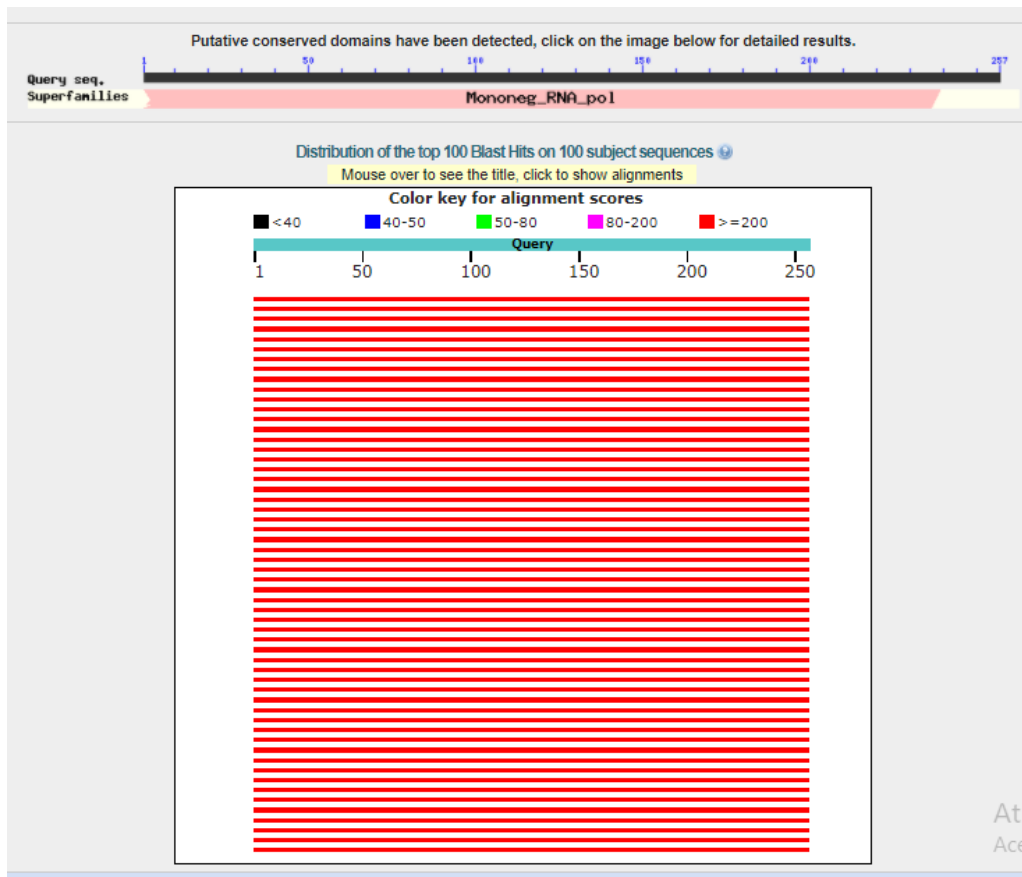 Putative conserved domains have been detected, click on the image below for detailed results.
1 50 100 150 200 257
Query seq.
Superfamilies Mononeg_RNA_pol
Distribution of the top 100 Blast Hits on 100 subject sequences
Mouse over to see the title, click to show alignments
Color key for alignment scores
<40 40-50 50-80 80-200 >=200
Query
1 50 100 150 200 250
At
Ace